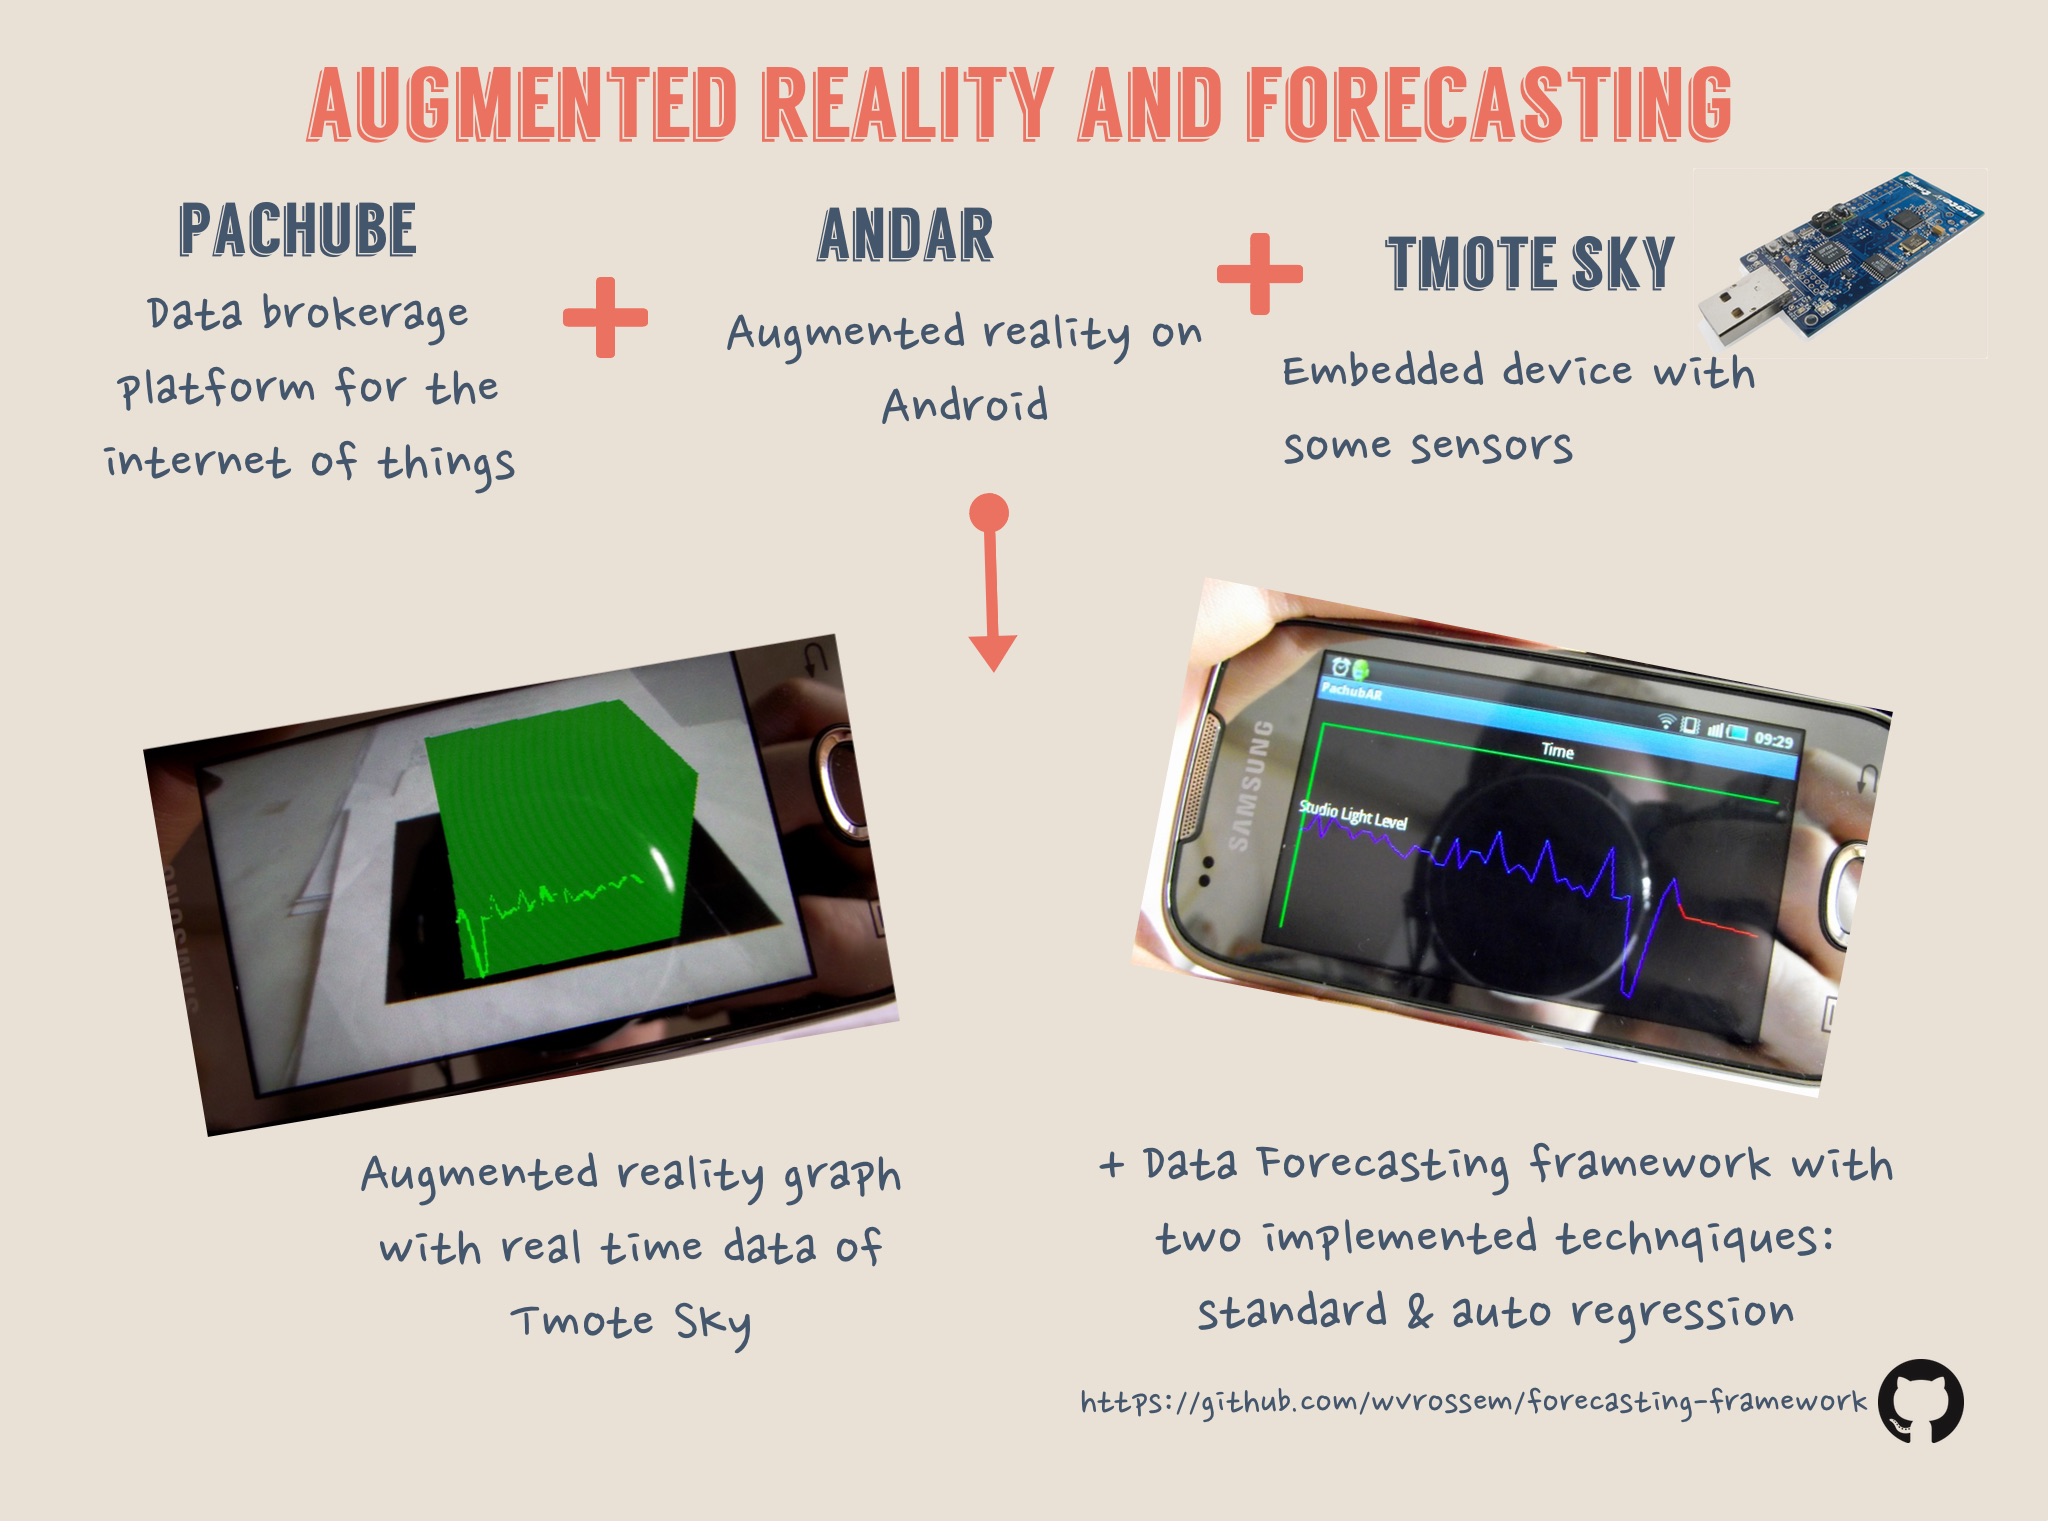 AUGMENTED REALITY AND FORECASTING
PACHUBE
Data brokerage
platform for the
internet of things
ANDAR
Augmented reality on
Android
TMOTE SKY
Embedded device with
some sensors
SAMSUNG
SAMSUNG
PachubAR
09:29
Time
Studio Light Level
Augmented reality graph
with real time data of
Tmote Sky
+ Data Forecasting framework with
two implemented technqiques:
standard & auto regression
https://github.com/wvrossem/forecasting-framework